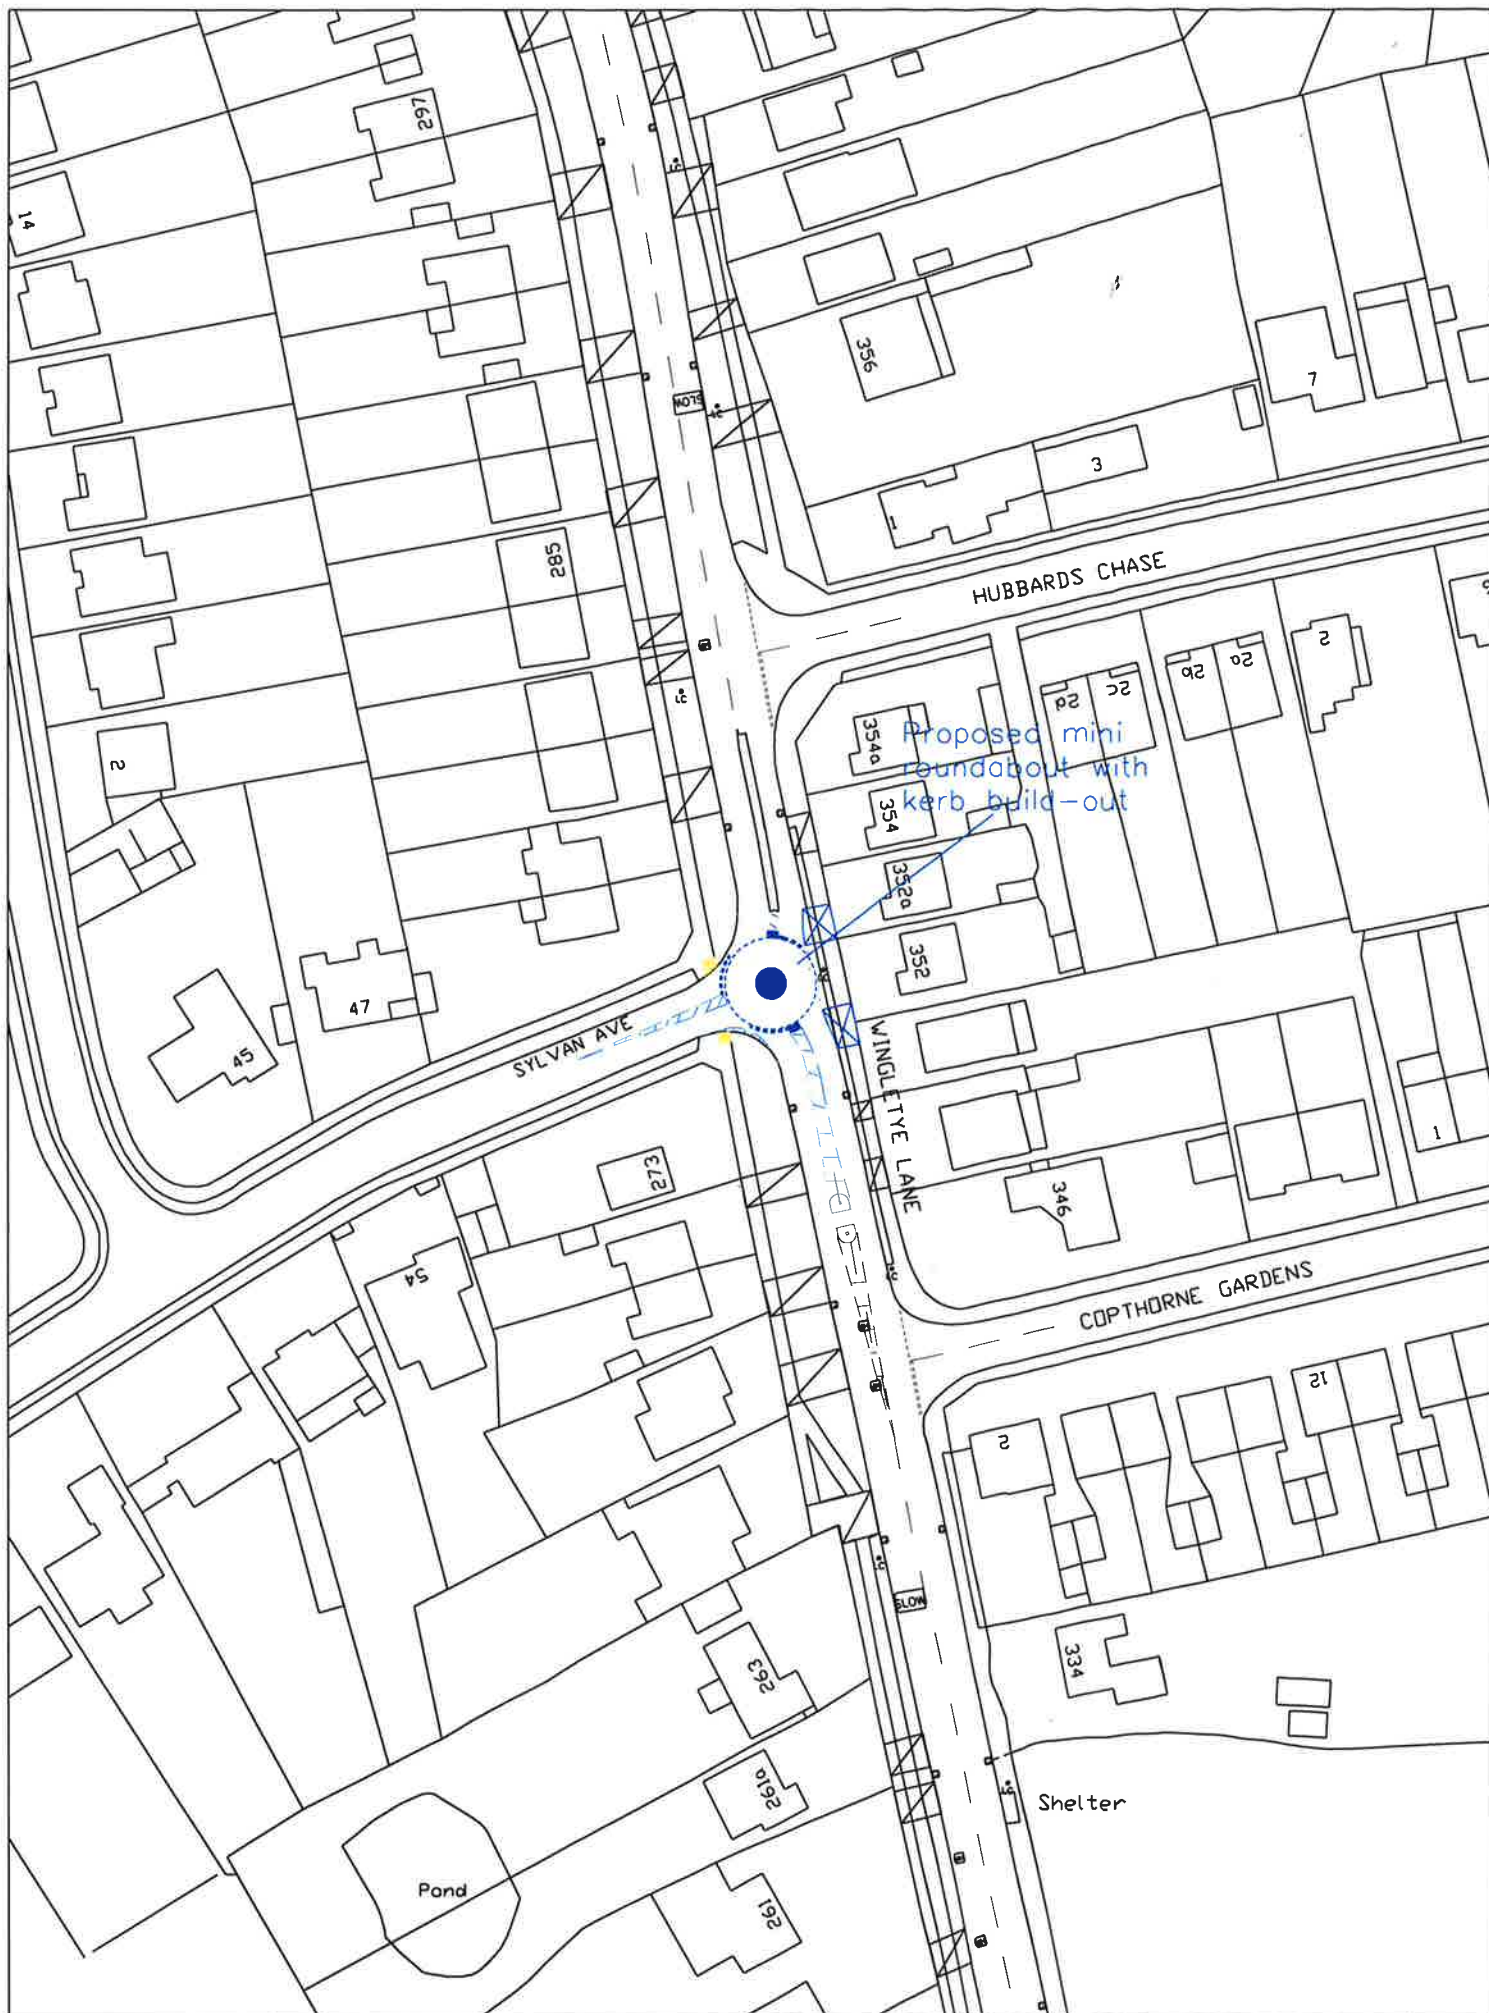 297
14
356
7
SLOW
3
1
285
HUBBARDS CHASE
2
2a
2b
2c
2d
354a
Proposed mini
roundabout with
kerb build-out
2
354
352a
352
47
45
SYLVAN AVE
WINGLETYE LANE
1
273
346
54
COPTHORNE GARDENS
12
2
SLOW
334
263
261a
Shelter
Pond
261